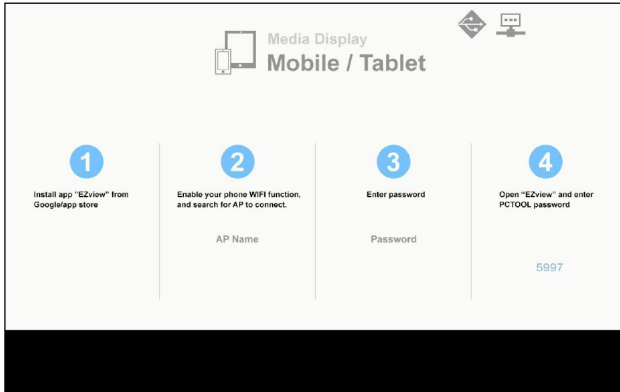 Media Display
Mobile / Tablet
1
Install app "EZview" from
Google/app store
2
Enable your phone WIFI function,
and search for AP to connect.
AP Name
3
Enter password
Password
4
Open "EZview" and enter
PCTOOL password
5997